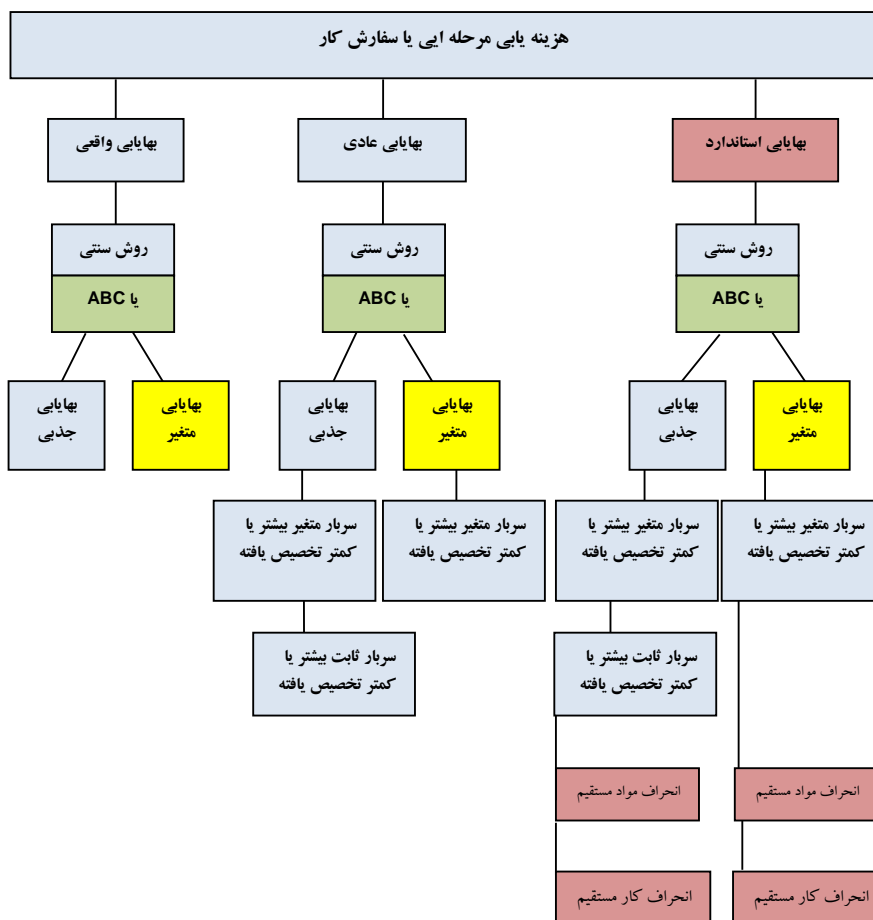 هزینه یابی مرحله ایی یا سفارش کار
بهایابی استاندارد
بهایابی عادی
بهایابی واقعی
روش سنتی
روش سنتی
روش سنتی
یا ABC
یا ABC
یا ABC
بهایابی
متغیر
بهایابی
جذبی
بهایابی
متغیر
بهایابی
جذبی
بهایابی
متغیر
بهایابی
جذبی
سربار متغیر بیشتر یا
کمتر تخصیص یافته
سربار متغیر بیشتر یا
کمتر تخصیص یافته
سربار متغیر بیشتر یا
کمتر تخصیص یافته
سربار متغیر بیشتر یا
کمتر تخصیص یافته
سربار ثابت بیشتر یا
کمتر تخصیص یافته
سربار ثابت بیشتر یا
کمتر تخصیص یافته
انحراف مواد مستقیم
انحراف مواد مستقیم
انحراف کار مستقیم
انحراف کار مستقیم